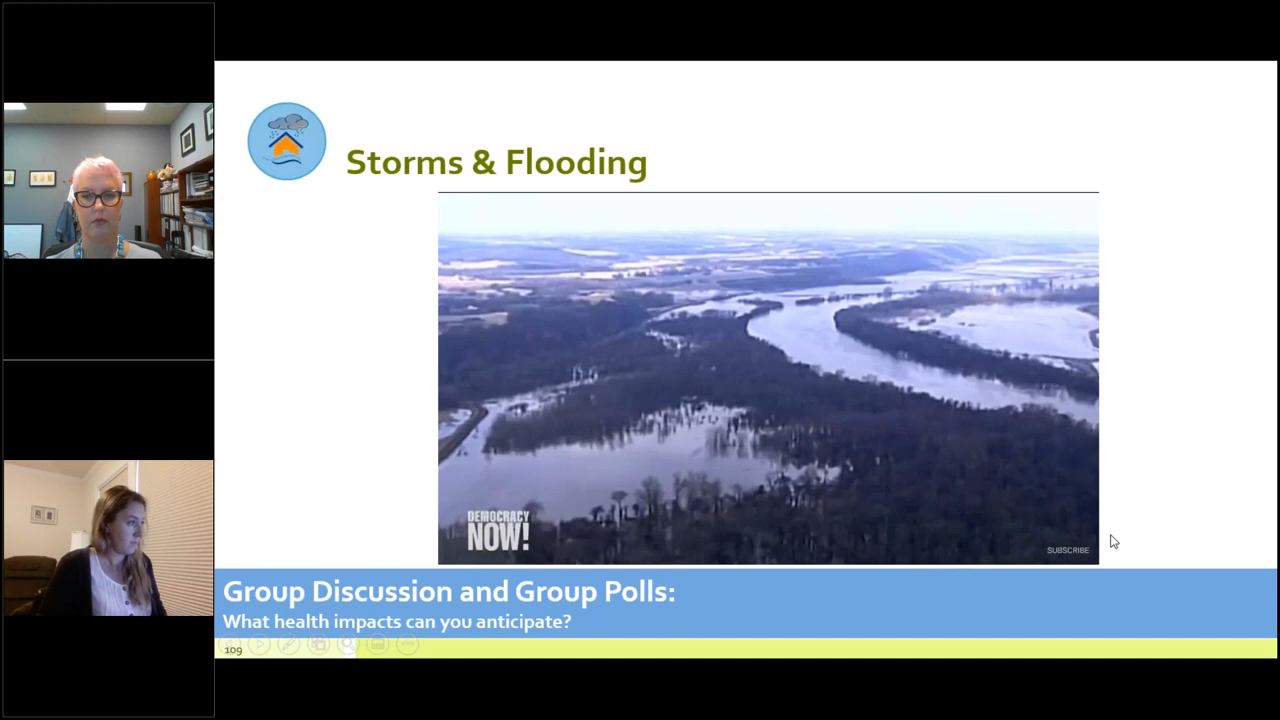 Storms & Flooding
DEMOCRACY
NOW!
SUBSCRIBE
Group Discussion and Group Polls:
What health impacts can you anticipate?
109